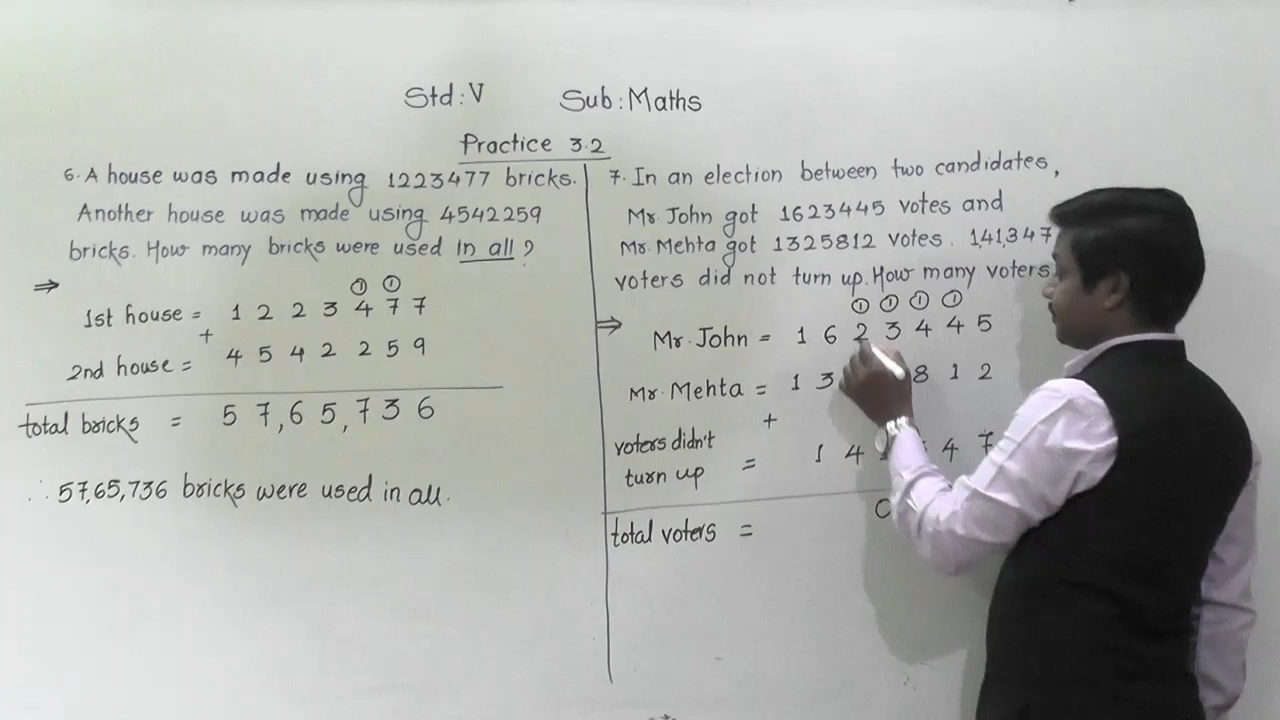 Std : V Sub : Maths
Practice 3.2
6. A house was made using 1223477 bricks.
Another house was made using 4542259
bricks. How many bricks were used in all ?
⇒ ① ①
1st house = 1 2 2 3 4 7 7
+
2nd house = 4 5 4 2 2 5 9
total bricks = 5 7,6 5,7 3 6
∴ 57,65,736 bricks were used in all.
7. In an election between two candidates,
Mr. John got 1623445 votes and
Mr. Mehta got 1325812 votes. 1,41,347
voters did not turn up. How many voters
① ① ① ①
⇒ Mr. John = 1 6 2 3 4 4 5
Mr. Mehta = 1 3 8 1 2
+
voters didn't
turn up = 1 4 4 7
total voters =